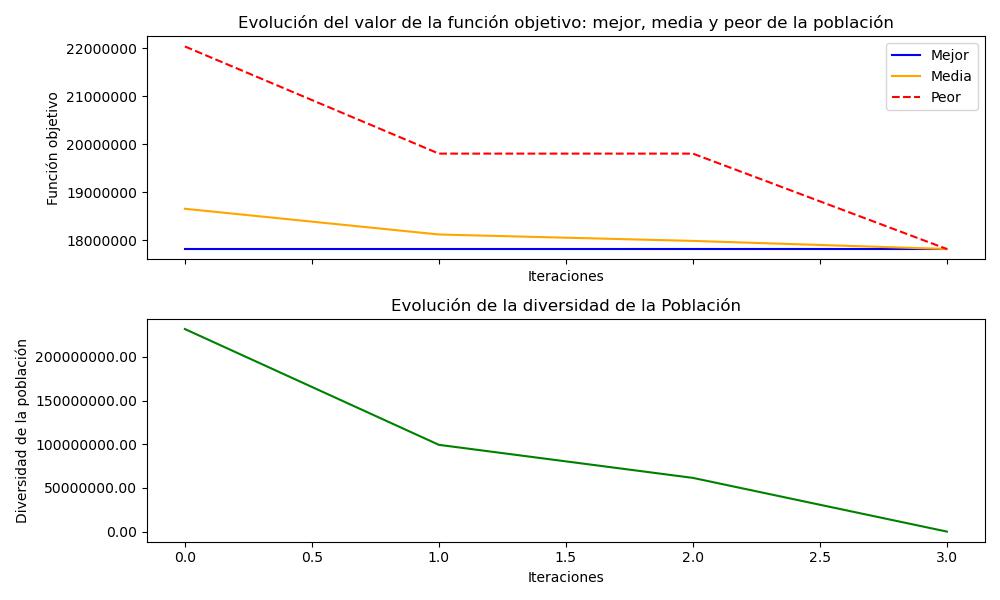 Evolución del valor de la función objetivo: mejor, media y peor de la población
Función objetivo
22000000
21000000
20000000
19000000
18000000
Mejor
Media
Peor
Iteraciones
Evolución de la diversidad de la Población
Diversidad de la población
200000000.00
150000000.00
100000000.00
50000000.00
0.00
0.0 0.5 1.0 1.5 2.0 2.5 3.0
Iteraciones